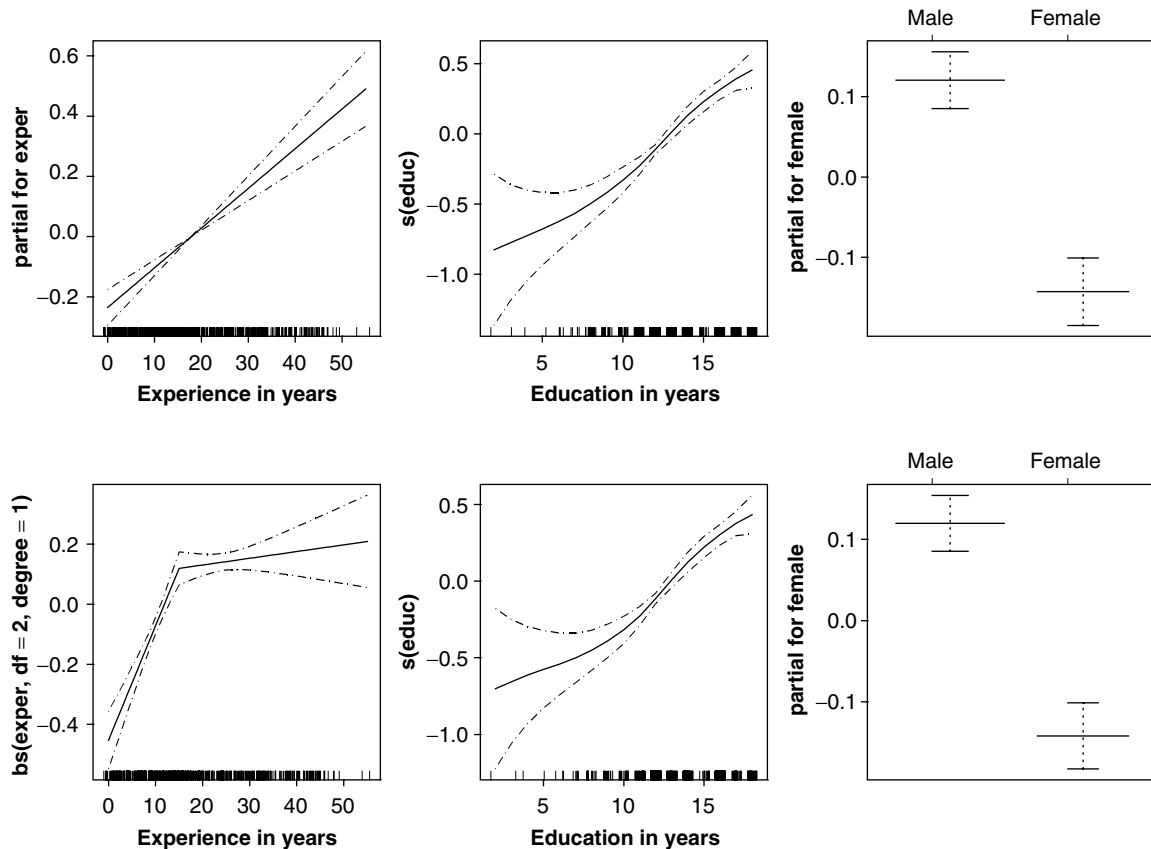 Male Female
partial for exper
0.6
0.4
0.2
0.0
−0.2
0 10 20 30 40 50
Experience in years
s(educ)
0.5
0.0
−0.5
−1.0
5 10 15
Education in years
partial for female
0.1
0.0
−0.1
Male Female
bs(exper, df = 2, degree = 1)
0.4
0.2
0.0
−0.2
−0.4
0 10 20 30 40 50
Experience in years
s(educ)
0.5
0.0
−0.5
−1.0
5 10 15
Education in years
partial for female
0.1
0.0
−0.1